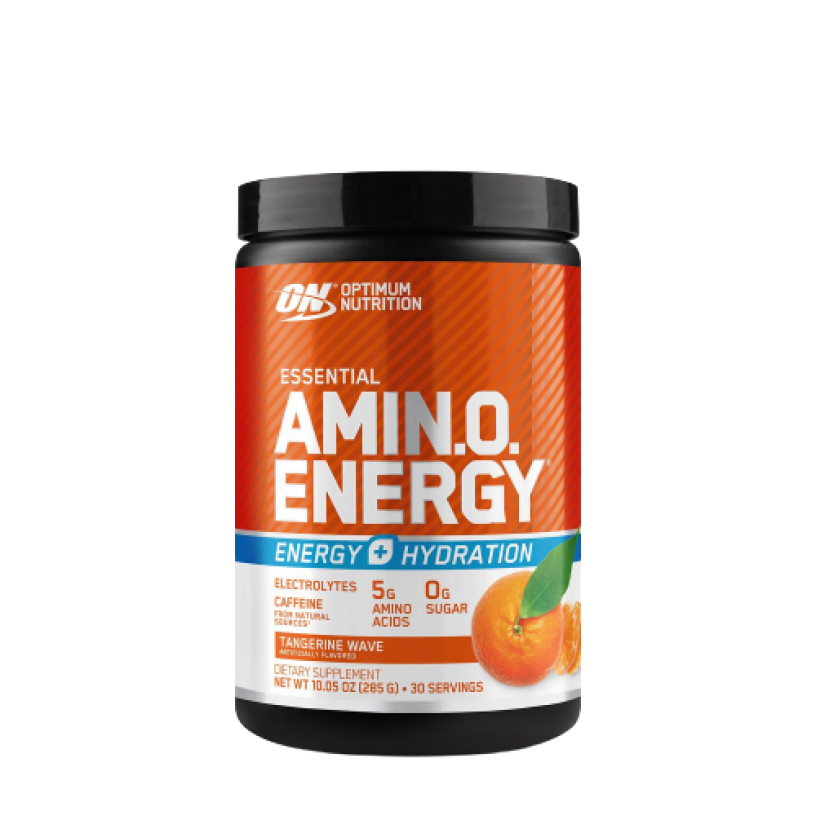 ON® OPTIMUM
NUTRITION
ESSENTIAL
AMIN.O.
ENERGY®
ENERGY + HYDRATION
ELECTROLYTES
CAFFEINE
FROM NATURAL
SOURCES†
5G
AMINO
ACIDS
0G
SUGAR
TANGERINE WAVE
ARTIFICIALLY FLAVORED
DIETARY SUPPLEMENT
NET WT 10.05 OZ (285 G) • 30 SERVINGS